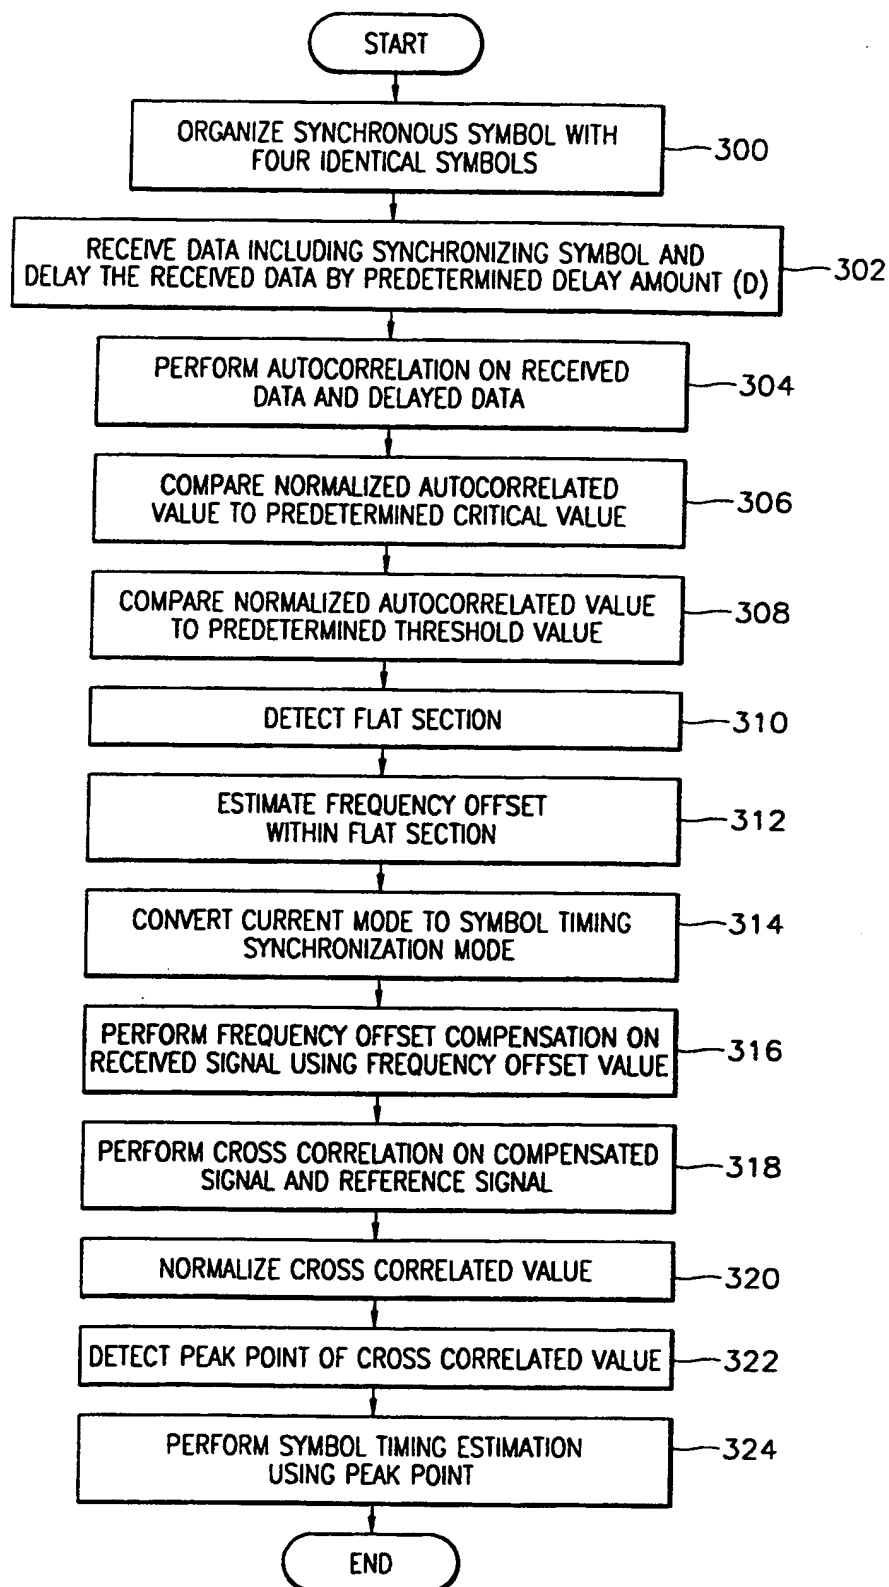 START
ORGANIZE SYNCHRONOUS SYMBOL WITH
FOUR IDENTICAL SYMBOLS
300
RECEIVE DATA INCLUDING SYNCHRONIZING SYMBOL AND
DELAY THE RECEIVED DATA BY PREDETERMINED DELAY AMOUNT (D)
302
PERFORM AUTOCORRELATION ON RECEIVED
DATA AND DELAYED DATA
304
COMPARE NORMALIZED AUTOCORRELATED
VALUE TO PREDETERMINED CRITICAL VALUE
306
COMPARE NORMALIZED AUTOCORRELATED VALUE
TO PREDETERMINED THRESHOLD VALUE
308
DETECT FLAT SECTION
310
ESTIMATE FREQUENCY OFFSET
WITHIN FLAT SECTION
312
CONVERT CURRENT MODE TO SYMBOL TIMING
SYNCHRONIZATION MODE
314
PERFORM FREQUENCY OFFSET COMPENSATION ON
RECEIVED SIGNAL USING FREQUENCY OFFSET VALUE
316
PERFORM CROSS CORRELATION ON COMPENSATED
SIGNAL AND REFERENCE SIGNAL
318
NORMALIZE CROSS CORRELATED VALUE
320
DETECT PEAK POINT OF CROSS CORRELATED VALUE
322
PERFORM SYMBOL TIMING ESTIMATION
USING PEAK POINT
324
END